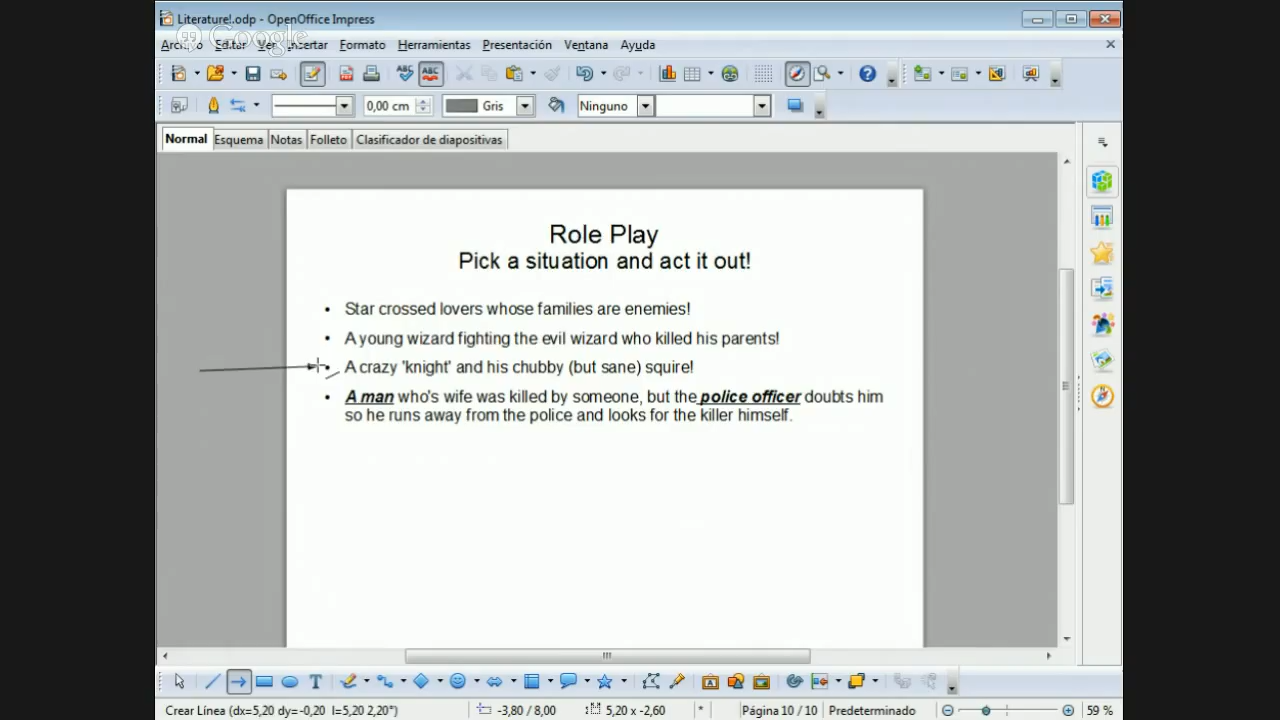 Literature!.odp - OpenOffice Impress
Google
Archivo Editar Ver Insertar Formato Herramientas Presentación Ventana Ayuda
0,00 cm Gris Ninguno
Normal Esquema Notas Folleto Clasificador de diapositivas
Role Play
Pick a situation and act it out!
• Star crossed lovers whose families are enemies!
• A young wizard fighting the evil wizard who killed his parents!
• A crazy 'knight' and his chubby (but sane) squire!
• A man who's wife was killed by someone, but the police officer doubts him
so he runs away from the police and looks for the killer himself.
Crear Línea (dx=5,20 dy=-0,20 l=5,20 2,20°) -3,80 / 8,00 5,20 x -2,60 * Página 10 / 10 Predeterminado 59 %